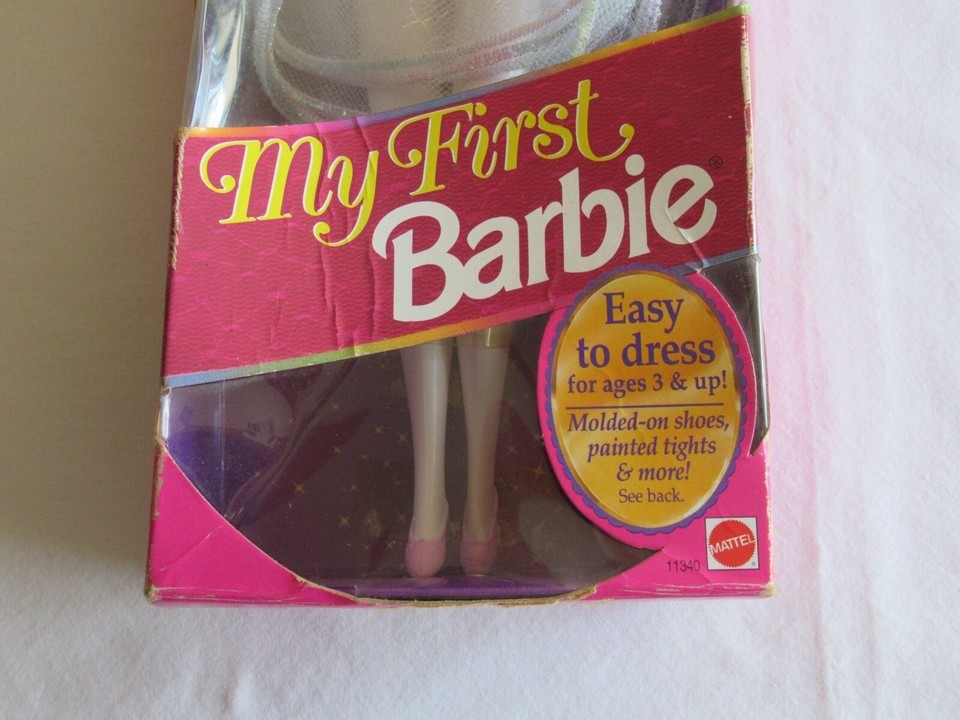 My First
Barbie®
Easy
to dress
for ages 3 & up!
Molded-on shoes,
painted tights
& more!
See back.
MATTEL
®
11340